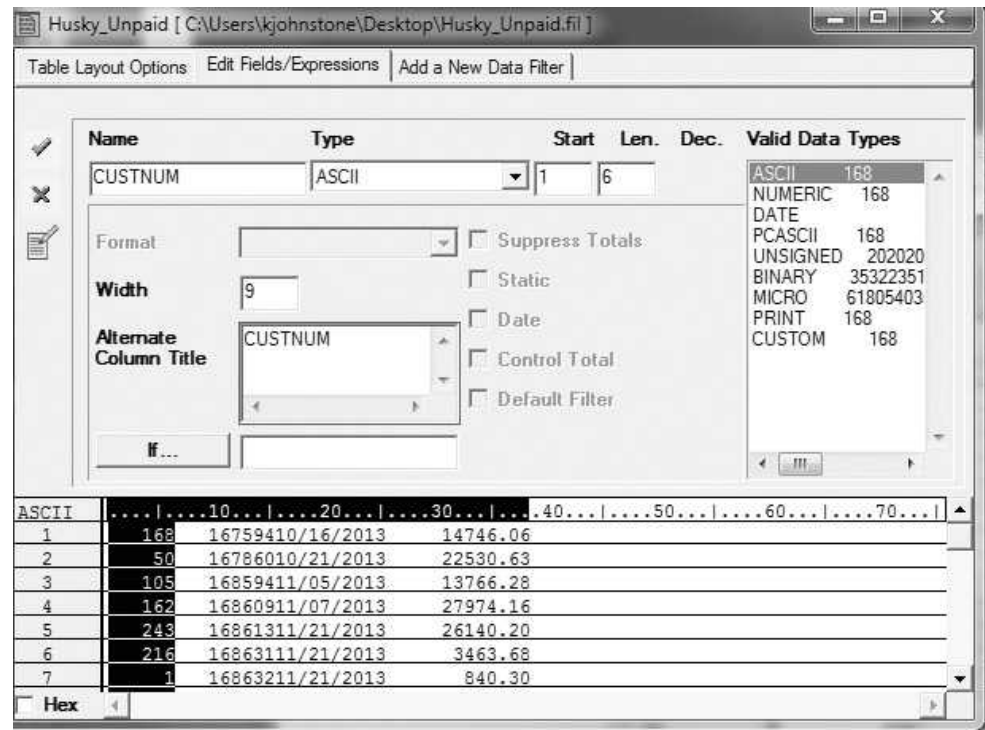 Husky_Unpaid [ C:\Users\kjohnstone\Desktop\Husky_Unpaid.fil ]
Table Layout Options Edit Fields/Expressions Add a New Data Filter
Name Type Start Len. Dec. Valid Data Types
CUSTNUM ASCII 1 6
ASCII 168
NUMERIC 168
DATE
PCASCII 168
UNSIGNED 202020
BINARY 35322351
MICRO 61805403
PRINT 168
CUSTOM 168
Format
Suppress Totals
Width 9
Static
Date
Alternate Column Title
CUSTNUM
Control Total
Default Filter
If ...
ASCII ....|....10...|....20...|....30...|....40...|....50...|....60...|....70...|
1 168 16759410/16/2013 14746.06
2 50 16786010/21/2013 22530.63
3 105 16859411/05/2013 13766.28
4 162 16860911/07/2013 27974.16
5 243 16861311/21/2013 26140.20
6 216 16863111/21/2013 3463.68
7 1 16863211/21/2013 840.30
Hex